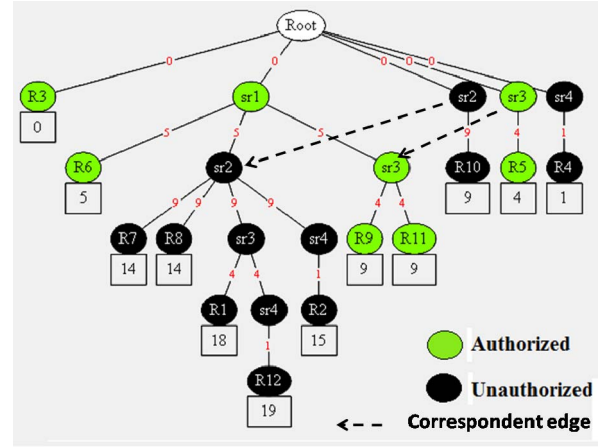 Root
0 0 0 0 0
R3 sr1 sr2 sr3 sr4
0
5 5 5 9 4 1
R6 sr2 sr3 R10 R5 R4
5 9 4 1
9 9 9 9 4 4
R7 R8 sr3 sr4 R9 R11
14 14 9 9
4 4 1
R1 sr4 R2
18 15
1
Authorized
R12
Unauthorized
19
Correspondent edge